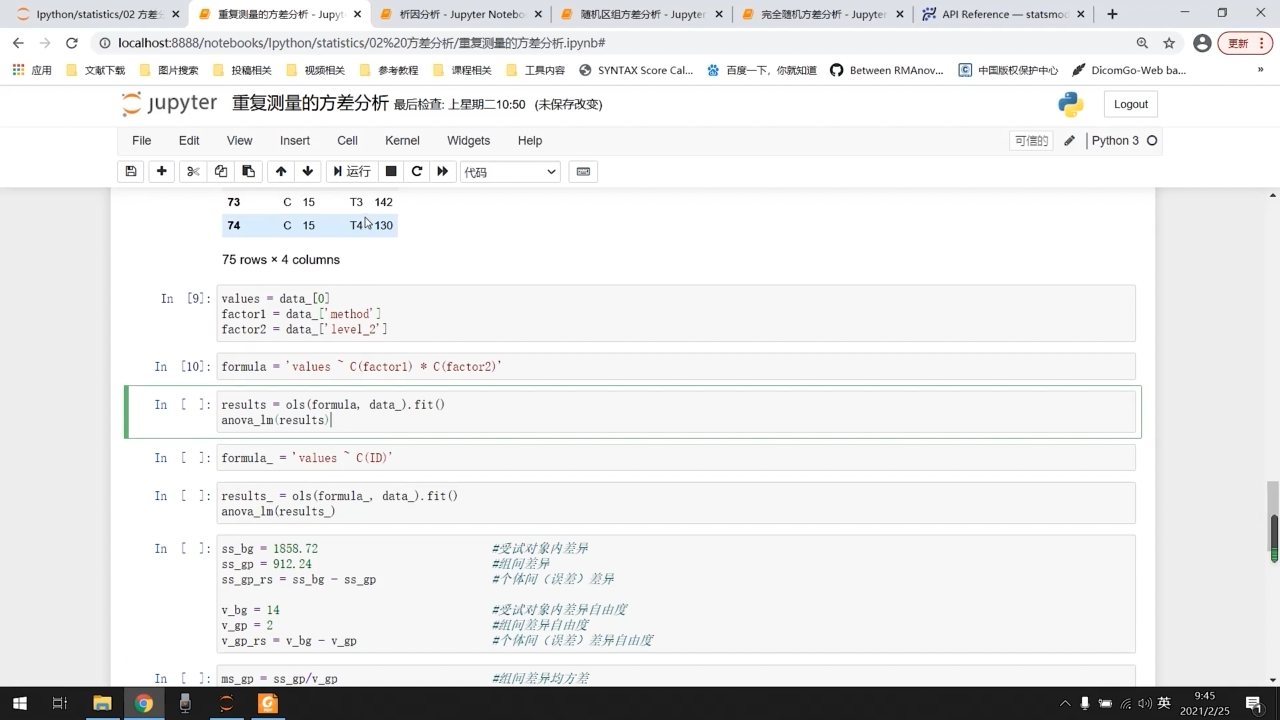 lpython/statistics/02 方差分
重复测量的方差分析 - Jupyter
析因分析 - Jupyter Noteboo
随机区组方差分析 - Jupyter
完全随机方差分析 - Jupyter
API Reference — statsmod
localhost:8888/notebooks/lpython/statistics/02%20方差分析/重复测量的方差分析.ipynb#
更新
应用
文献下载
图片搜索
投稿相关
视频相关
参考教程
课程相关
工具内容
SYNTAX Score Cal...
百度一下，你就知道
Between RMAnov...
中国版权保护中心
DicomGo-Web ba...
»
jupyter 重复测量的方差分析 最后检查: 上星期二10:50 (未保存改变)
Logout
File Edit View Insert Cell Kernel Widgets Help
可信的
Python 3
运行
代码
73 C 15 T3 142
74 C 15 T4 130
75 rows × 4 columns
In [9]: values = data_[0]
factor1 = data_['method']
factor2 = data_['level_2']
In [10]: formula = 'values ~ C(factor1) * C(factor2)'
In [ ]: results = ols(formula, data_).fit()
anova_lm(results)
In [ ]: formula_ = 'values ~ C(ID)'
In [ ]: results_ = ols(formula_, data_).fit()
anova_lm(results_)
In [ ]: ss_bg = 1858.72 #受试对象内差异
ss_gp = 912.24 #组间差异
ss_gp_rs = ss_bg - ss_gp #个体间（误差）差异
v_bg = 14 #受试对象内差异自由度
v_gp = 2 #组间差异自由度
v_gp_rs = v_bg - v_gp #个体间（误差）差异自由度
In [ ]: ms_gp = ss_gp/v_gp #组间差异均方差
英
9:45
2021/2/25